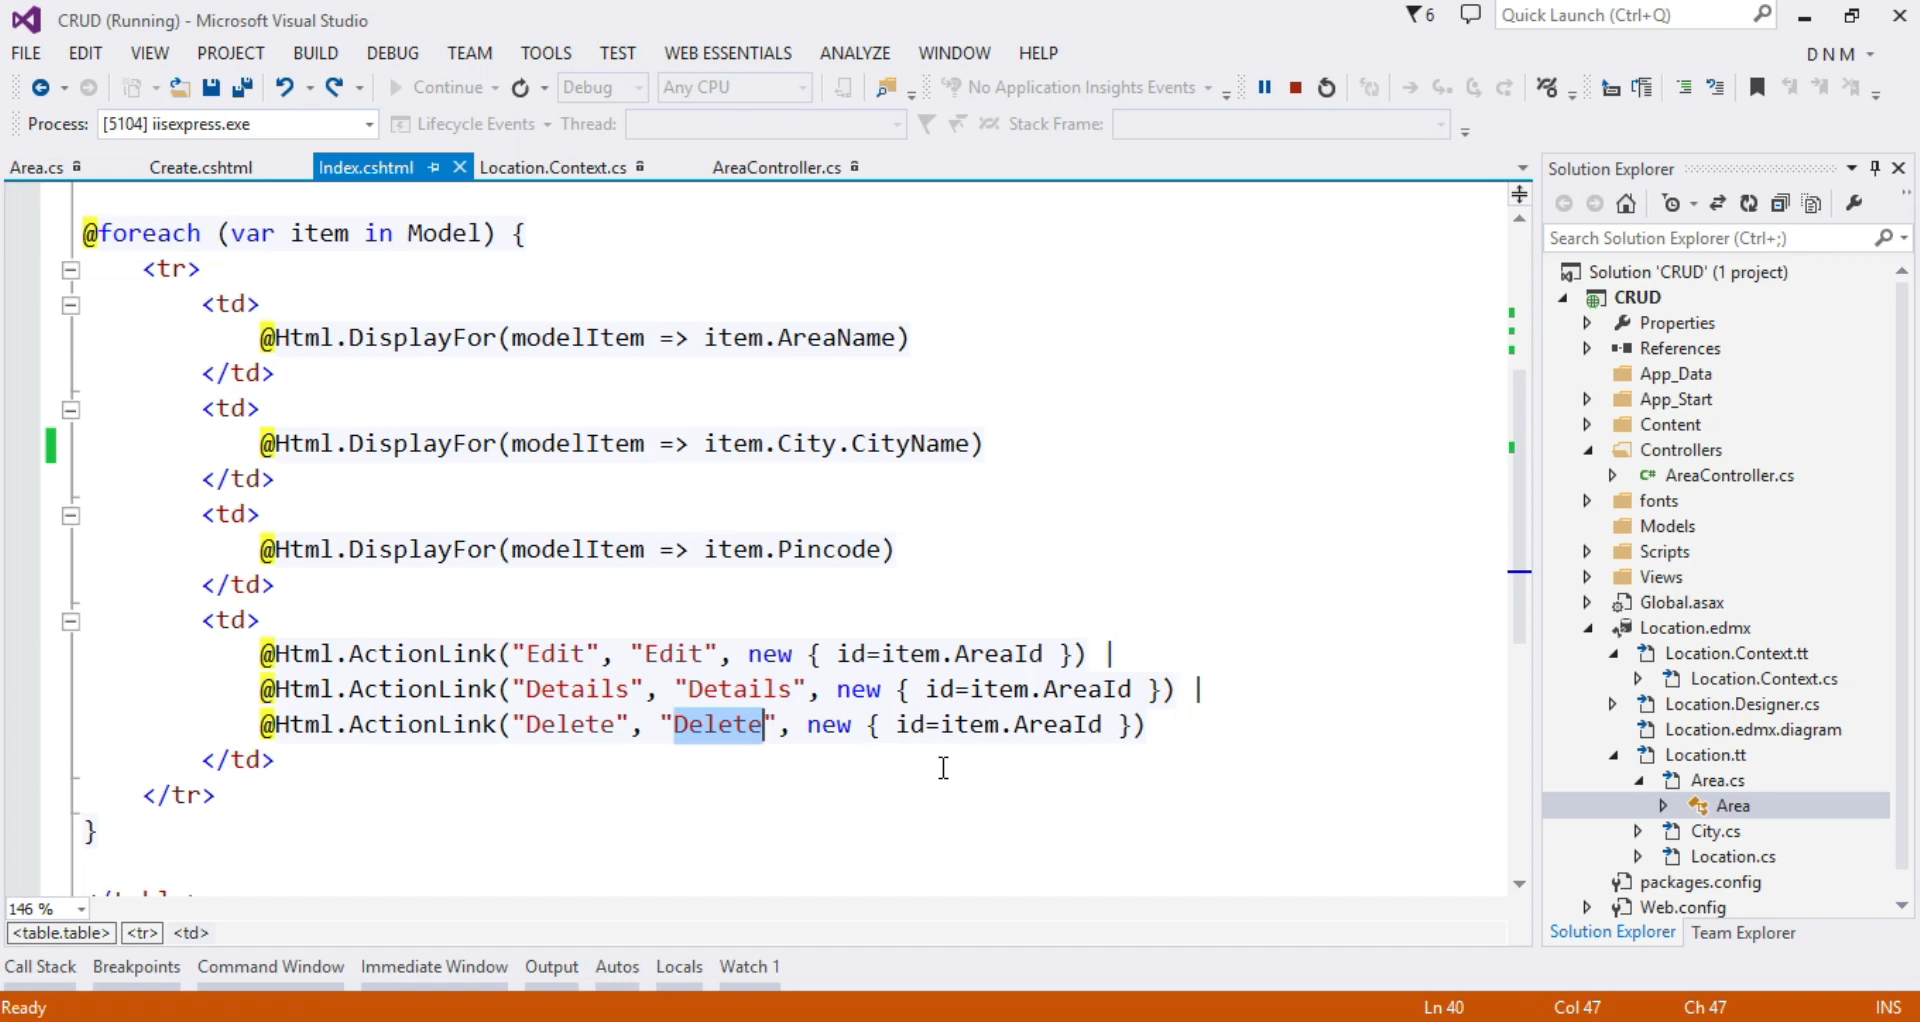 CRUD (Running) - Microsoft Visual Studio
6
Quick Launch (Ctrl+Q)
FILE EDIT VIEW PROJECT BUILD DEBUG TEAM TOOLS TEST WEB ESSENTIALS ANALYZE WINDOW HELP
D N M
Continue Debug Any CPU No Application Insights Events
Process: [5104] iisexpress.exe Lifecycle Events Thread: Stack Frame:
Area.cs Create.cshtml Index.cshtml Location.Context.cs AreaController.cs
@foreach (var item in Model) {
<tr>
<td>
@Html.DisplayFor(modelItem => item.AreaName)
</td>
<td>
@Html.DisplayFor(modelItem => item.City.CityName)
</td>
<td>
@Html.DisplayFor(modelItem => item.Pincode)
</td>
<td>
@Html.ActionLink("Edit", "Edit", new { id=item.AreaId }) |
@Html.ActionLink("Details", "Details", new { id=item.AreaId }) |
@Html.ActionLink("Delete", "Delete", new { id=item.AreaId })
</td>
</tr>
}
146 %
<table.table> <tr> <td>
Solution Explorer
Search Solution Explorer (Ctrl+;)
Solution 'CRUD' (1 project)
CRUD
Properties
References
App_Data
App_Start
Content
Controllers
C# AreaController.cs
fonts
Models
Scripts
Views
Global.asax
Location.edmx
Location.Context.tt
Location.Context.cs
Location.Designer.cs
Location.edmx.diagram
Location.tt
Area.cs
Area
City.cs
Location.cs
packages.config
Web.config
Solution Explorer Team Explorer
Call Stack Breakpoints Command Window Immediate Window Output Autos Locals Watch 1
Ready Ln 40 Col 47 Ch 47 INS